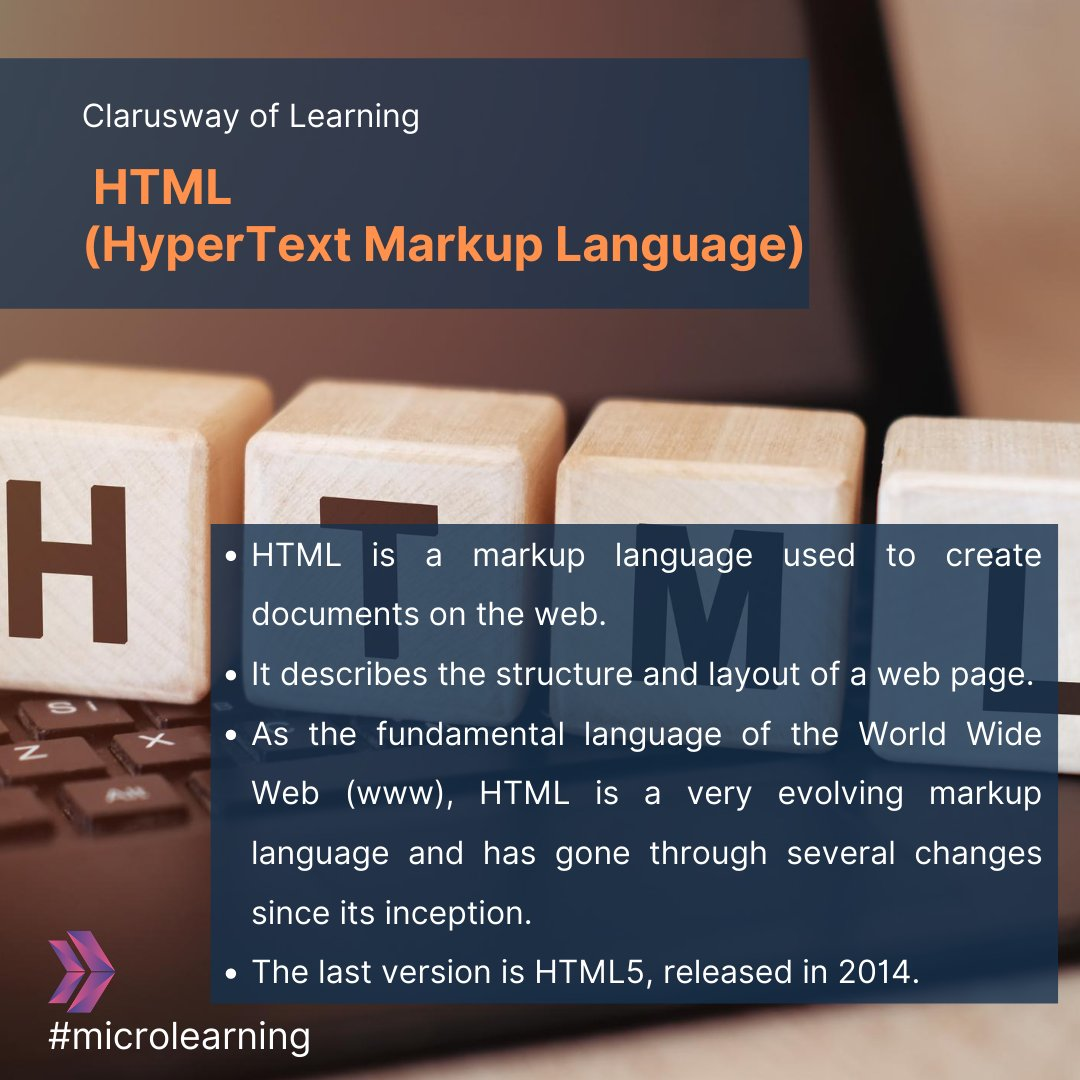 Clarusway of Learning
HTML
(HyperText Markup Language)
H T M L
• HTML is a markup language used to create
documents on the web.
• It describes the structure and layout of a web page.
• As the fundamental language of the World Wide
Web (www), HTML is a very evolving markup
language and has gone through several changes
since its inception.
• The last version is HTML5, released in 2014.
Z X
#microlearning